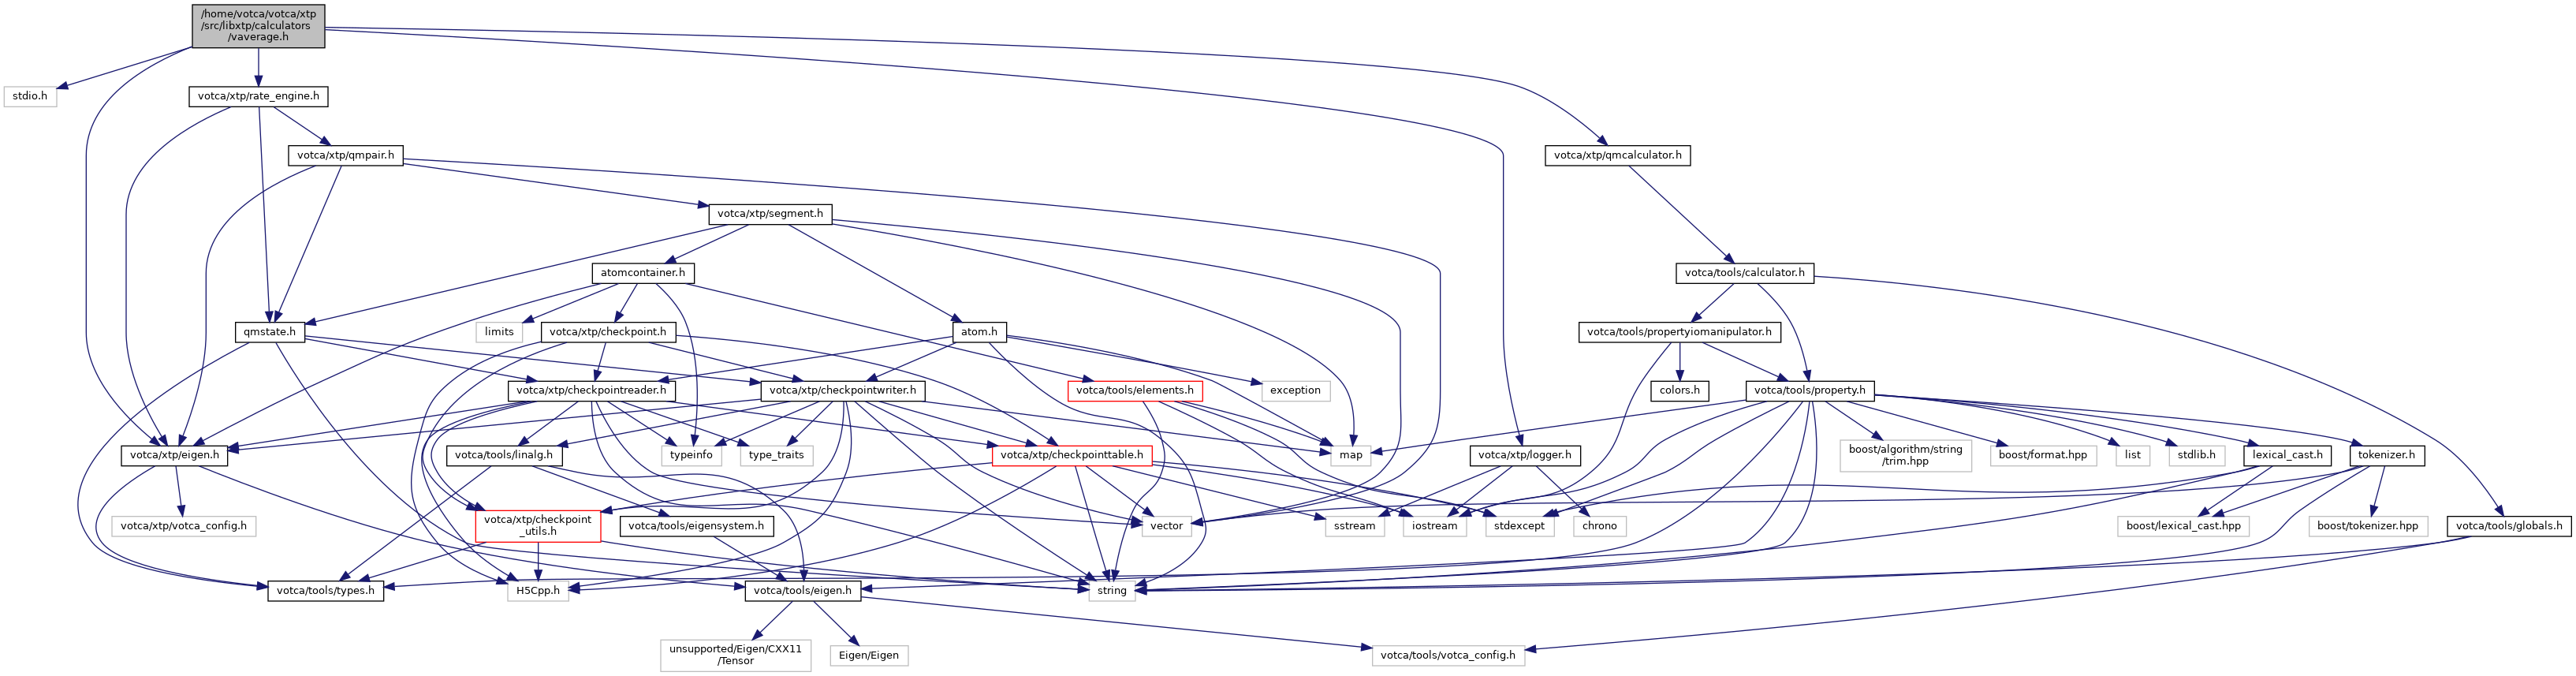 /home/votca/votca/xtp
/src/libxtp/calculators
/vaverage.h
stdio.h
votca/xtp/rate_engine.h
votca/xtp/qmpair.h
votca/xtp/qmcalculator.h
votca/xtp/segment.h
atomcontainer.h
votca/tools/calculator.h
qmstate.h
limits
votca/xtp/checkpoint.h
atom.h
votca/tools/propertyiomanipulator.h
votca/xtp/checkpointreader.h
votca/xtp/checkpointwriter.h
votca/tools/elements.h
exception
colors.h
votca/tools/property.h
votca/xtp/eigen.h
votca/tools/linalg.h
typeinfo
type_traits
votca/xtp/checkpointtable.h
map
votca/xtp/logger.h
boost/algorithm/string
/trim.hpp
boost/format.hpp
list
stdlib.h
lexical_cast.h
tokenizer.h
votca/xtp/votca_config.h
votca/xtp/checkpoint
_utils.h
votca/tools/eigensystem.h
vector
sstream
iostream
stdexcept
chrono
boost/lexical_cast.hpp
boost/tokenizer.hpp
votca/tools/globals.h
votca/tools/types.h
H5Cpp.h
votca/tools/eigen.h
string
unsupported/Eigen/CXX11
/Tensor
Eigen/Eigen
votca/tools/votca_config.h